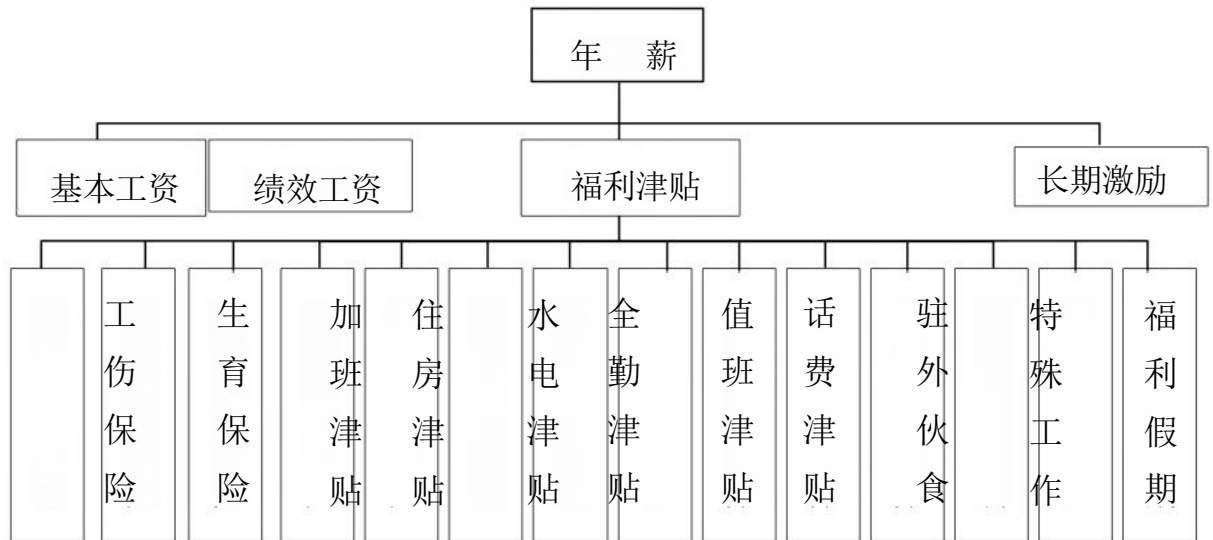 年 薪
基本工资
绩效工资
福利津贴
长期激励
工伤保险
生育保险
加班津贴
住房津贴
水电津贴
全勤津贴
值班津贴
话费津贴
驻外伙食
特殊工作
福利假期